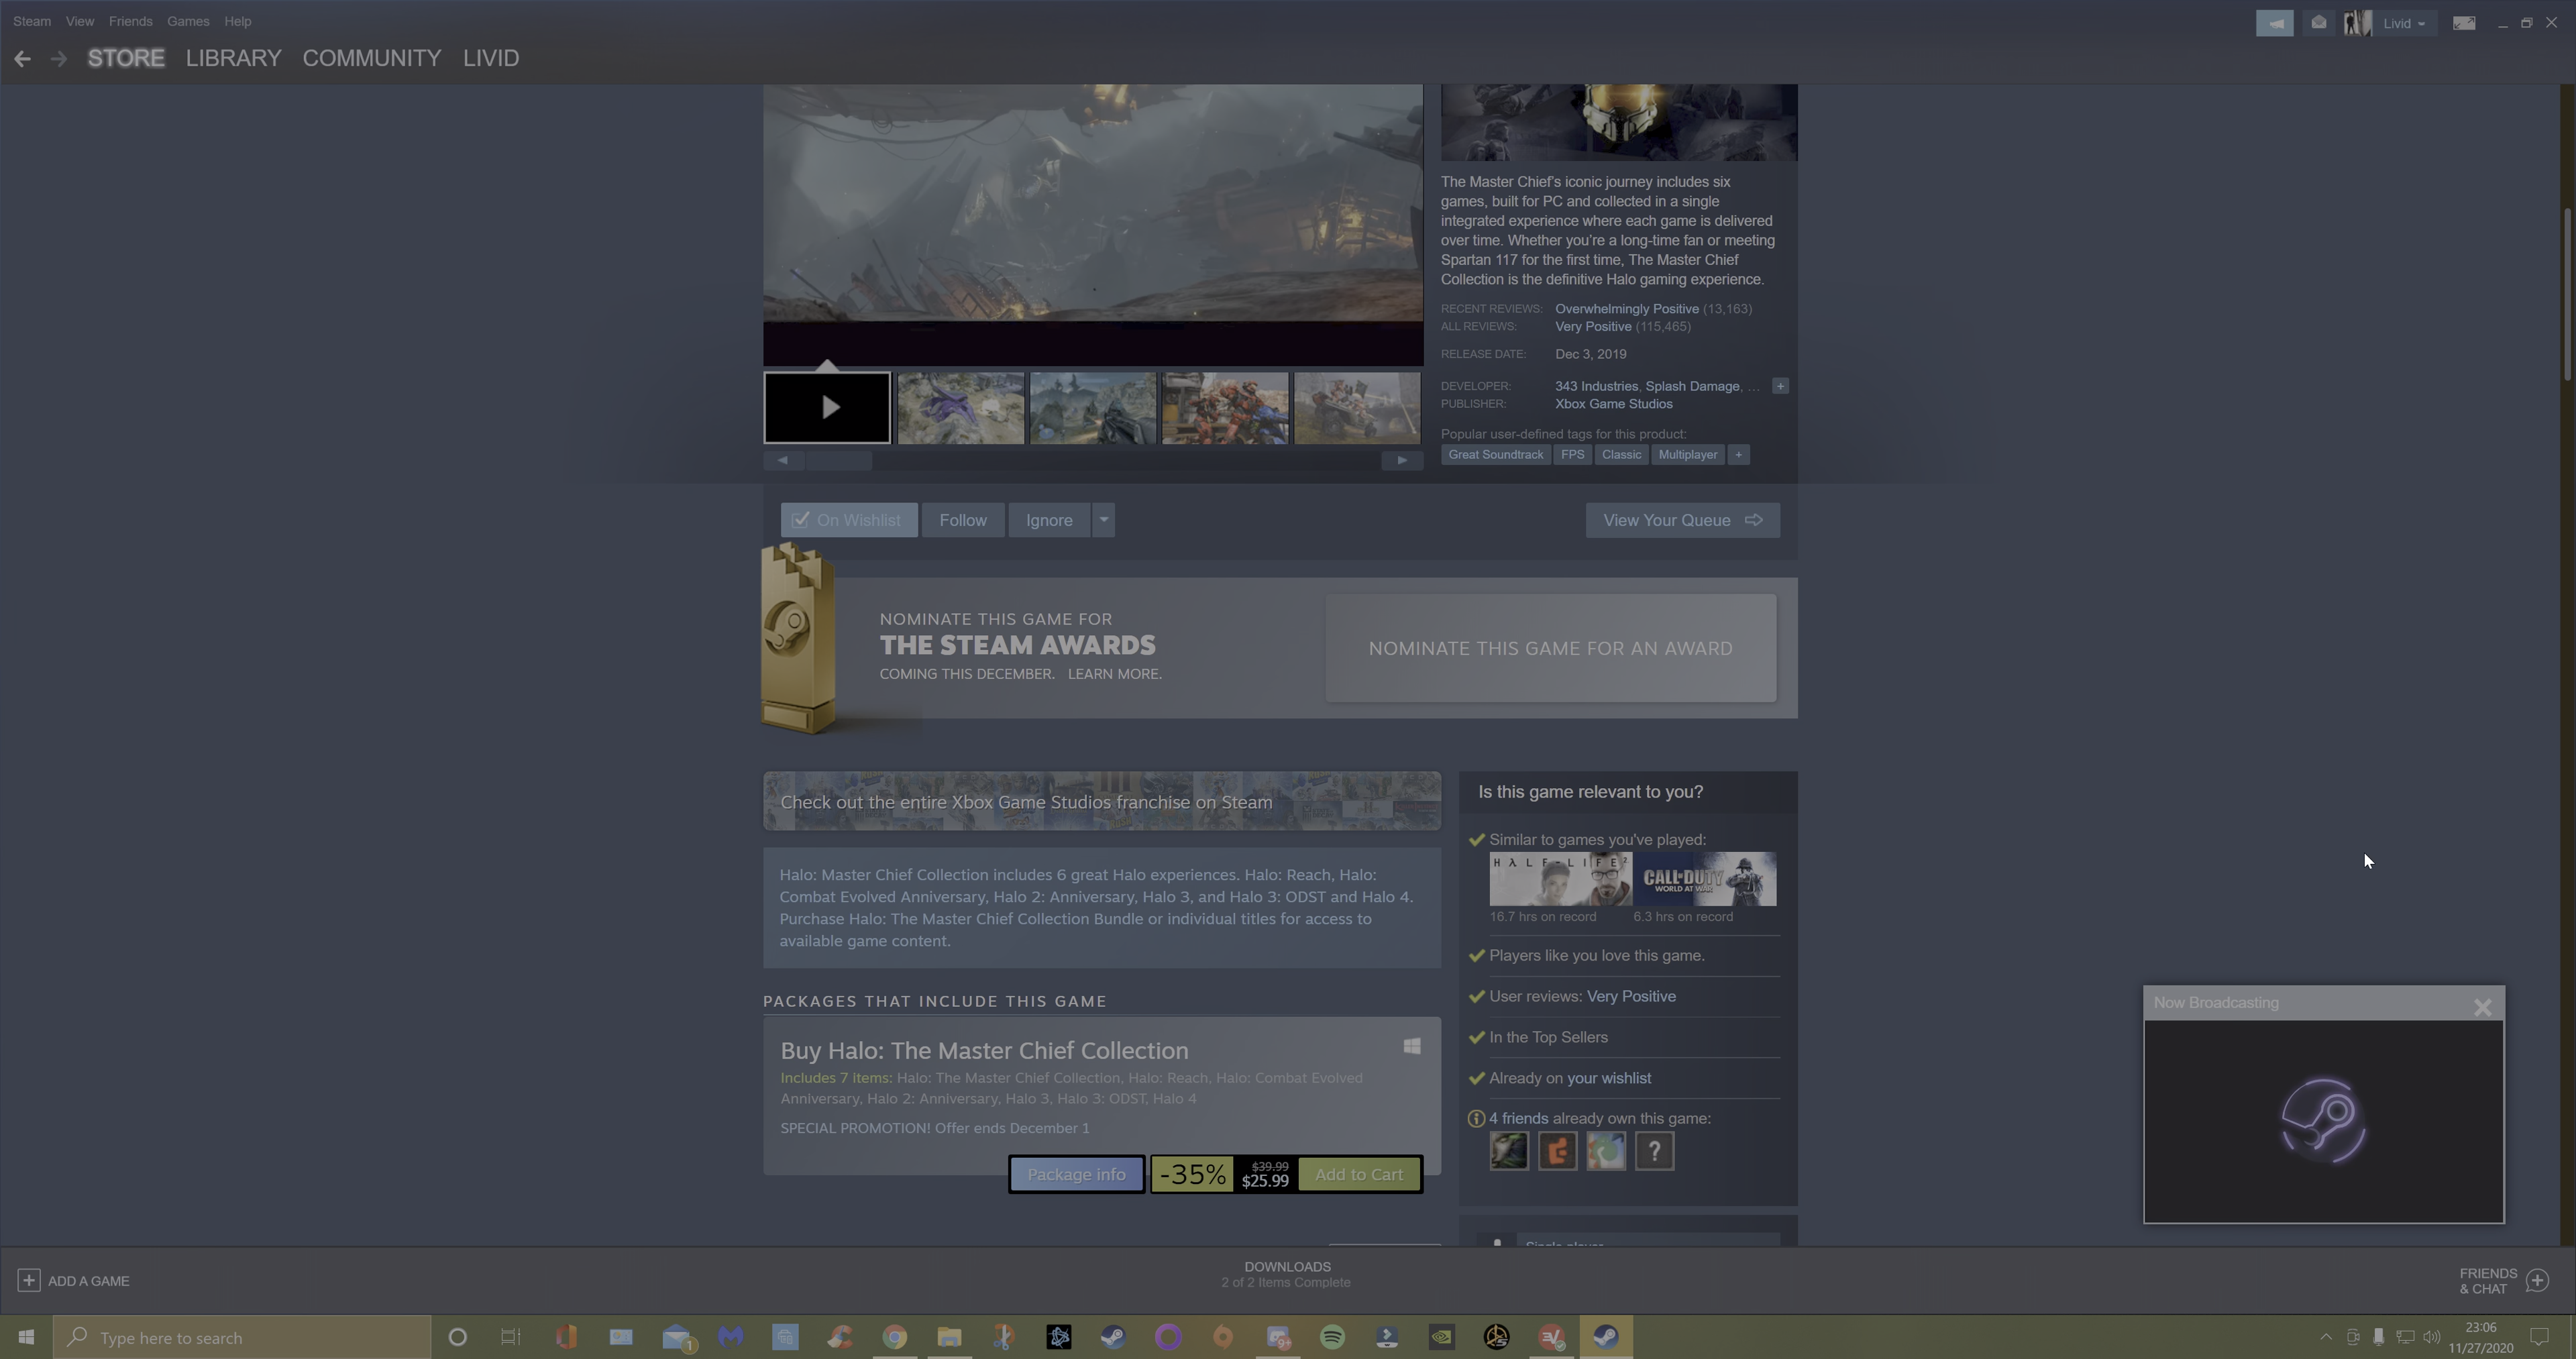 Steam View Friends Games Help
Livid
STORE LIBRARY COMMUNITY LIVID
The Master Chief's iconic journey includes six
games, built for PC and collected in a single
integrated experience where each game is delivered
over time. Whether you're a long-time fan or meeting
Spartan 117 for the first time, The Master Chief
Collection is the definitive Halo gaming experience.
RECENT REVIEWS: Overwhelmingly Positive (13,163)
ALL REVIEWS: Very Positive (115,465)
RELEASE DATE: Dec 3, 2019
DEVELOPER: 343 Industries, Splash Damage, ... +
PUBLISHER: Xbox Game Studios
Popular user-defined tags for this product:
Great Soundtrack FPS Classic Multiplayer +
On Wishlist Follow Ignore
View Your Queue
NOMINATE THIS GAME FOR
THE STEAM AWARDS
COMING THIS DECEMBER. LEARN MORE.
NOMINATE THIS GAME FOR AN AWARD
Check out the entire Xbox Game Studios franchise on Steam
Halo: Master Chief Collection includes 6 great Halo experiences. Halo: Reach, Halo:
Combat Evolved Anniversary, Halo 2: Anniversary, Halo 3, and Halo 3: ODST and Halo 4.
Purchase Halo: The Master Chief Collection Bundle or individual titles for access to
available game content.
PACKAGES THAT INCLUDE THIS GAME
Buy Halo: The Master Chief Collection
Includes 7 items: Halo: The Master Chief Collection, Halo: Reach, Halo: Combat Evolved
Anniversary, Halo 2: Anniversary, Halo 3, Halo 3: ODST, Halo 4
SPECIAL PROMOTION! Offer ends December 1
Package info -35% $39.99 $25.99 Add to Cart
Is this game relevant to you?
Similar to games you've played:
HλLF-LIFE² CALL OF DUTY
WORLD AT WAR
16.7 hrs on record 6.3 hrs on record
Players like you love this game.
User reviews: Very Positive
In the Top Sellers
Already on your wishlist
4 friends already own this game:
?
Single-player
Now Broadcasting
ADD A GAME
DOWNLOADS
2 of 2 Items Complete
FRIENDS
& CHAT
Type here to search
1
9+
23:06
11/27/2020